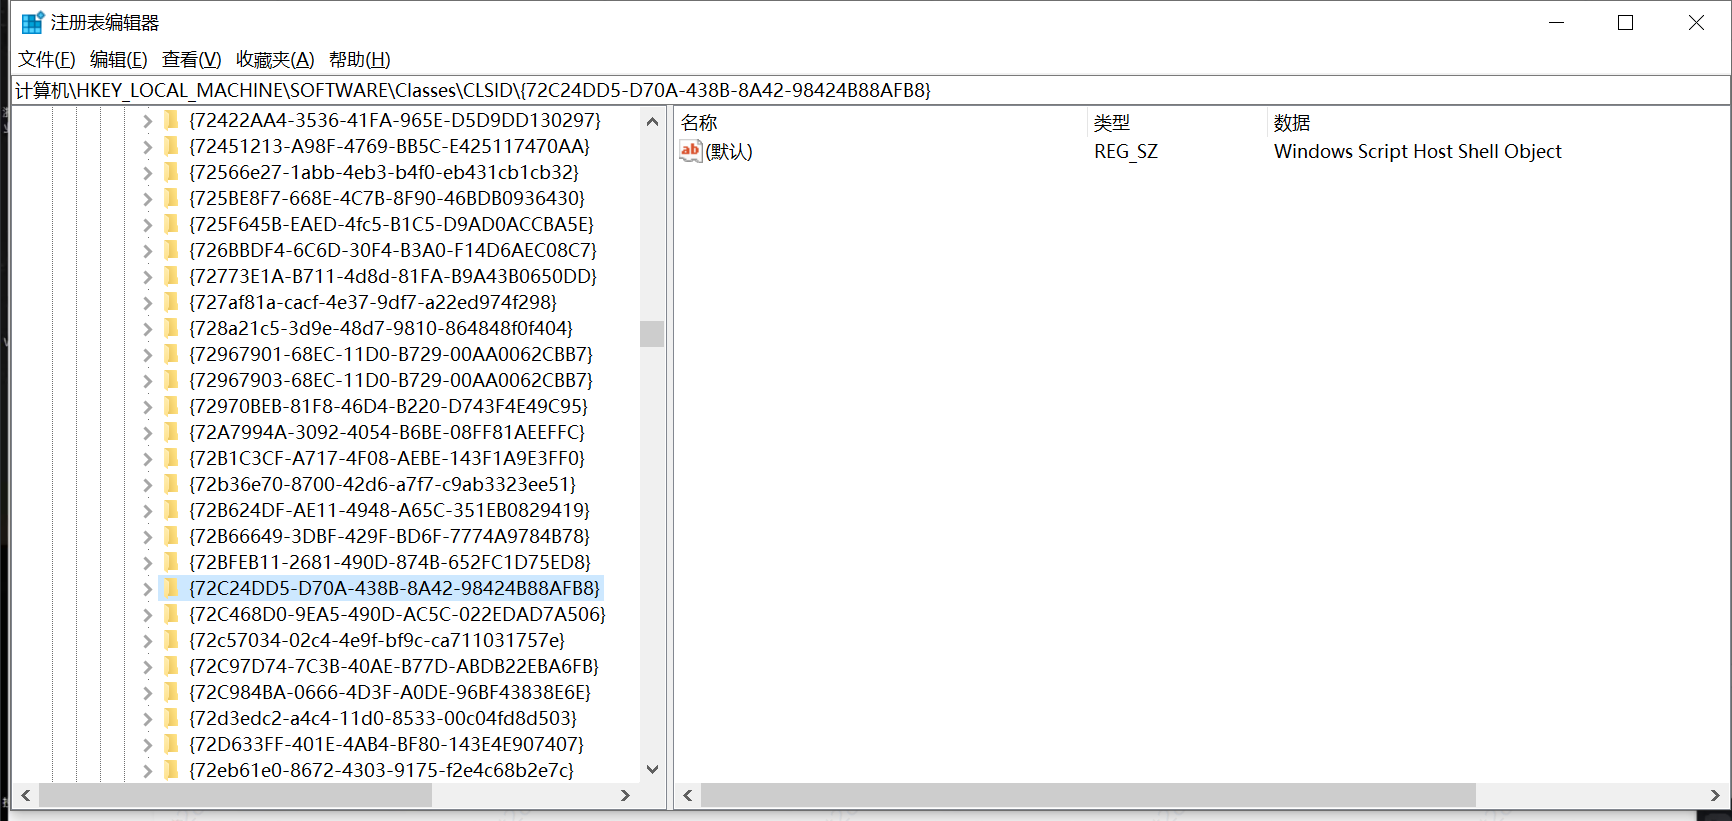 注册表编辑器
文件(F) 编辑(E) 查看(V) 收藏夹(A) 帮助(H)
计算机\HKEY_LOCAL_MACHINE\SOFTWARE\Classes\CLSID\{72C24DD5-D70A-438B-8A42-98424B88AFB8}
{72422AA4-3536-41FA-965E-D5D9DD130297}
{72451213-A98F-4769-BB5C-E425117470AA}
{72566e27-1abb-4eb3-b4f0-eb431cb1cb32}
{725BE8F7-668E-4C7B-8F90-46BDB0936430}
{725F645B-EAED-4fc5-B1C5-D9AD0ACCBA5E}
{726BBDF4-6C6D-30F4-B3A0-F14D6AEC08C7}
{72773E1A-B711-4d8d-81FA-B9A43B0650DD}
{727af81a-cacf-4e37-9df7-a22ed974f298}
{728a21c5-3d9e-48d7-9810-864848f0f404}
{72967901-68EC-11D0-B729-00AA0062CBB7}
{72967903-68EC-11D0-B729-00AA0062CBB7}
{72970BEB-81F8-46D4-B220-D743F4E49C95}
{72A7994A-3092-4054-B6BE-08FF81AEEFFC}
{72B1C3CF-A717-4F08-AEBE-143F1A9E3FF0}
{72b36e70-8700-42d6-a7f7-c9ab3323ee51}
{72B624DF-AE11-4948-A65C-351EB0829419}
{72B66649-3DBF-429F-BD6F-7774A9784B78}
{72BFEB11-2681-490D-874B-652FC1D75ED8}
{72C24DD5-D70A-438B-8A42-98424B88AFB8}
{72C468D0-9EA5-490D-AC5C-022EDAD7A506}
{72c57034-02c4-4e9f-bf9c-ca711031757e}
{72C97D74-7C3B-40AE-B77D-ABDB22EBA6FB}
{72C984BA-0666-4D3F-A0DE-96BF43838E6E}
{72d3edc2-a4c4-11d0-8533-00c04fd8d503}
{72D633FF-401E-4AB4-BF80-143E4E907407}
{72eb61e0-8672-4303-9175-f2e4c68b2e7c}
名称 类型 数据
ab (默认) REG_SZ Windows Script Host Shell Object